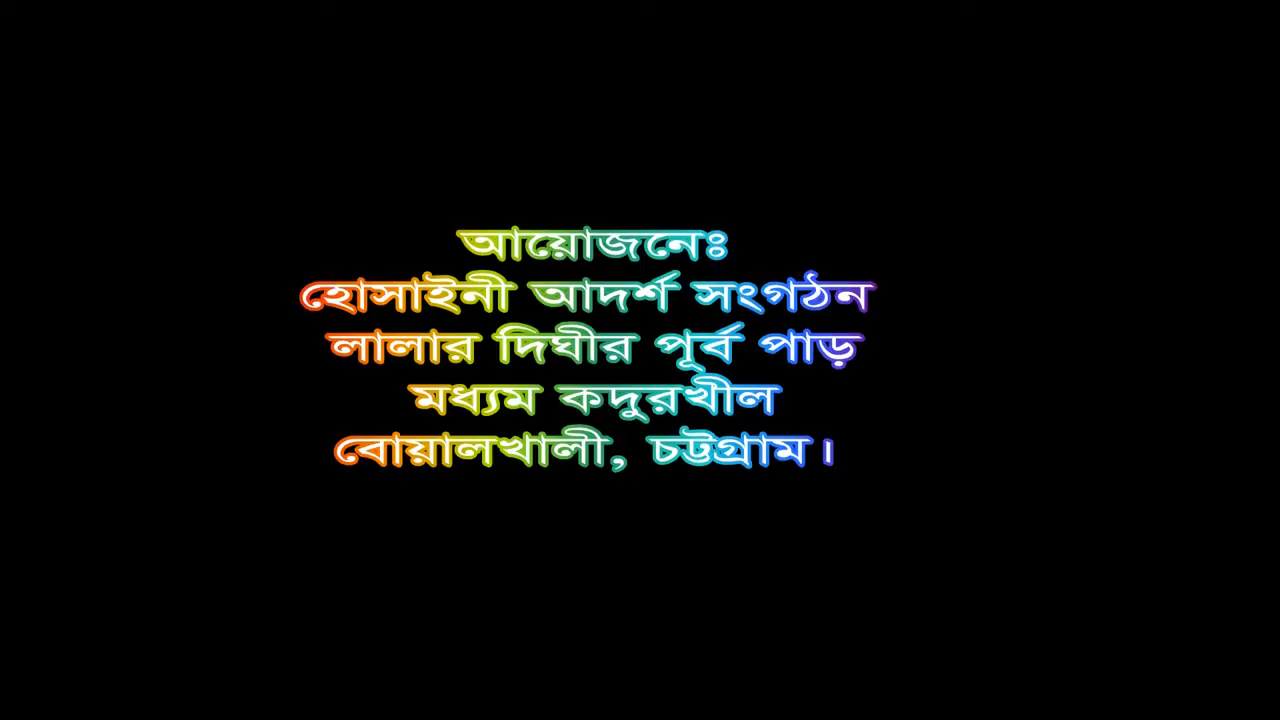 আয়োজনেঃ
হোসাইনী আদর্শ সংগঠন
লালার দিঘীর পূর্ব পাড়
মধ্যম কদুরখীল
বোয়ালখালী, চট্টগ্রাম।